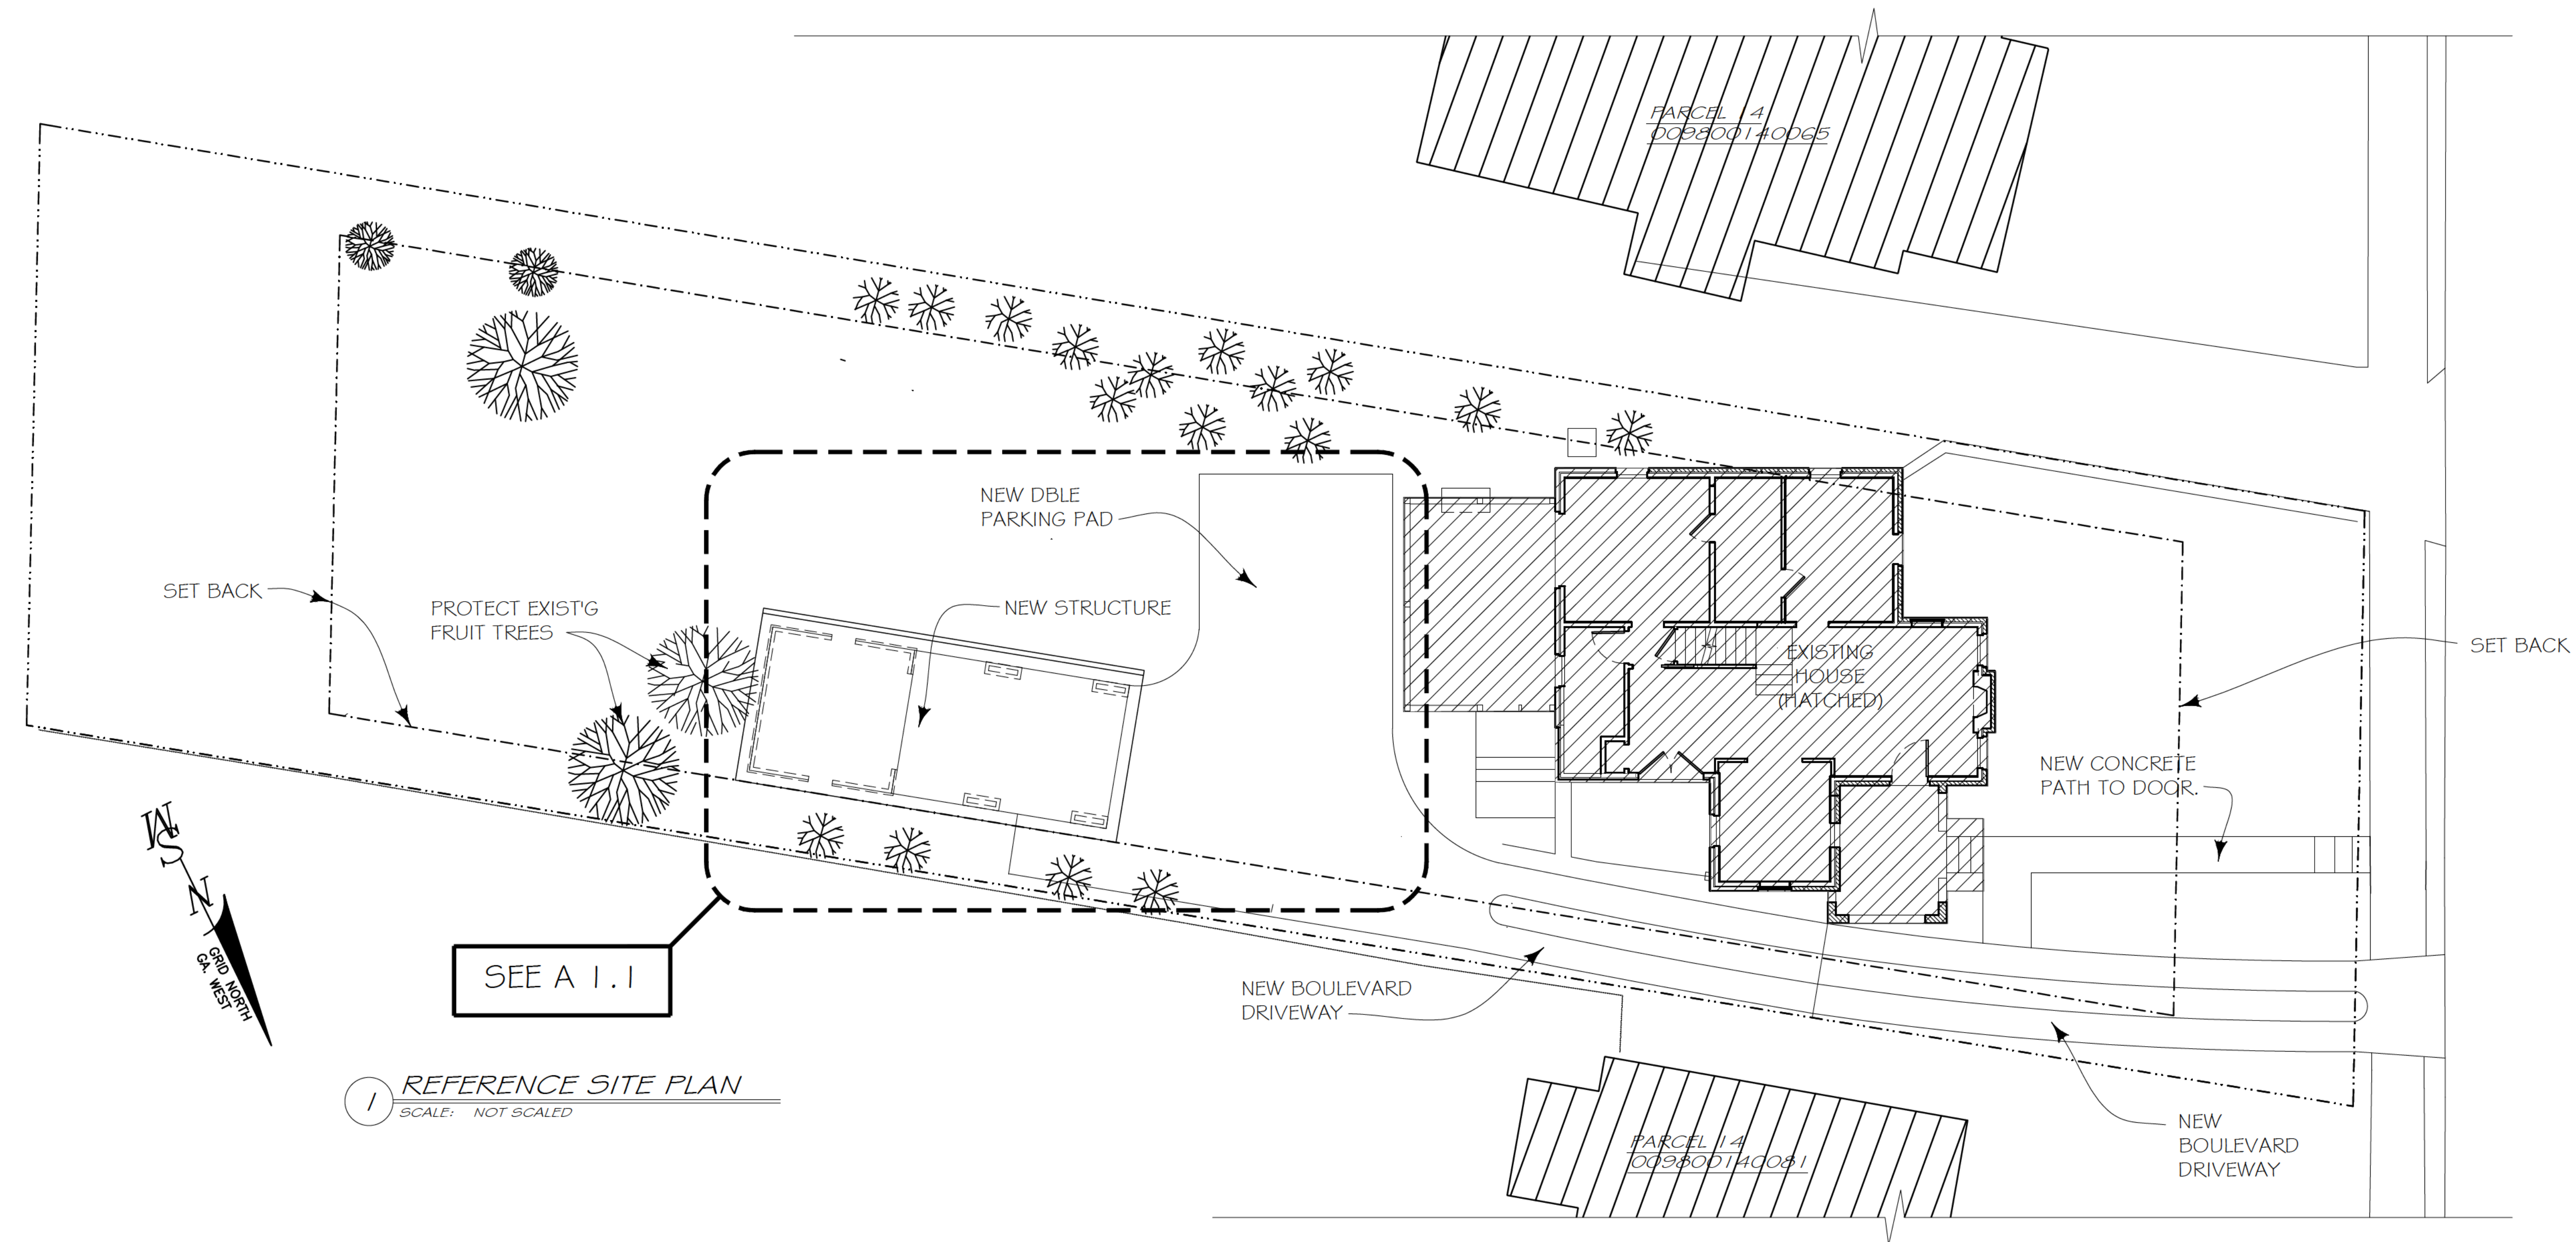 PARCEL 14
009800140065
NEW DBLE
PARKING PAD
SET BACK
PROTECT EXIST'G
FRUIT TREES
NEW STRUCTURE
EXISTING
HOUSE
(HATCHED)
SET BACK
NEW CONCRETE
PATH TO DOOR.
SEE A 1.1
NEW BOULEVARD
DRIVEWAY
GRID NORTH
GA. WEST
1
REFERENCE SITE PLAN
SCALE: NOT SCALED
PARCEL 14
009800140081
NEW
BOULEVARD
DRIVEWAY